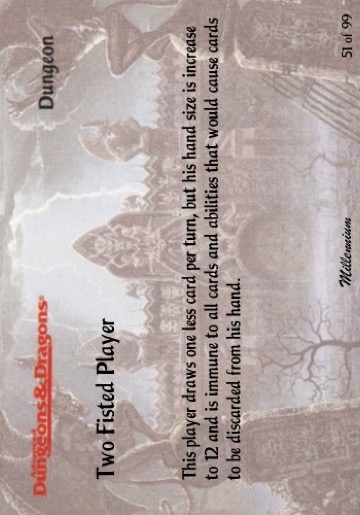 Advanced
Dungeons & Dragons®
Dungeon
Two Fisted Player
This player draws one less card per turn, but his hand size is increase
to 12 and is immune to all cards and abilities that would cause cards
to be discarded from his hand.
Millennium
51 of 99